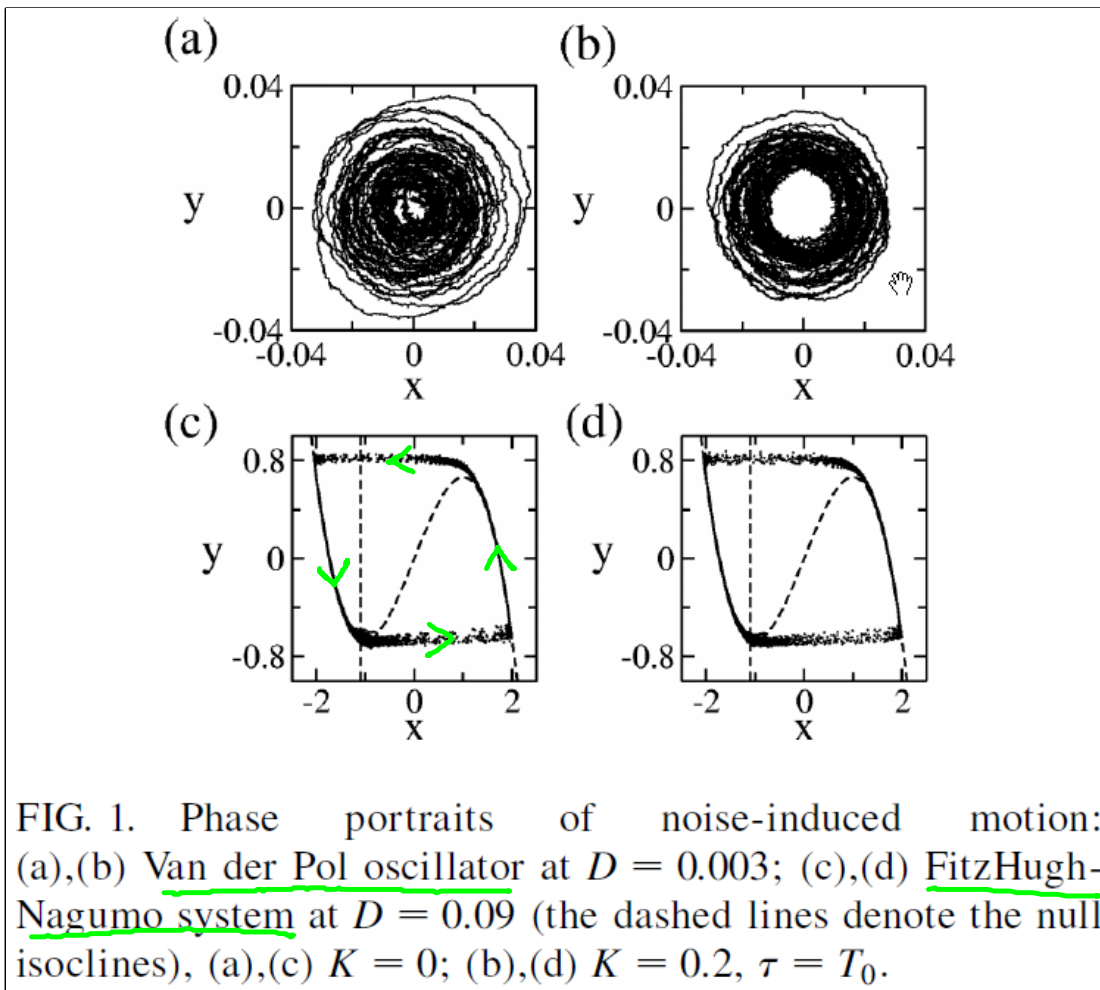 (a)
(b)
0.04
y
0
-0.04
-0.04 0 0.04
x
0.04
y
0
-0.04
-0.04 0 0.04
x
(c)
(d)
0.8
y
0
-0.8
-2 0 2
x
0.8
y
0
-0.8
-2 0 2
x
FIG. 1. Phase portraits of noise-induced motion:
(a),(b) Van der Pol oscillator at D = 0.003; (c),(d) FitzHugh-
Nagumo system at D = 0.09 (the dashed lines denote the null
isoclines), (a),(c) K = 0; (b),(d) K = 0.2, τ = T₀.